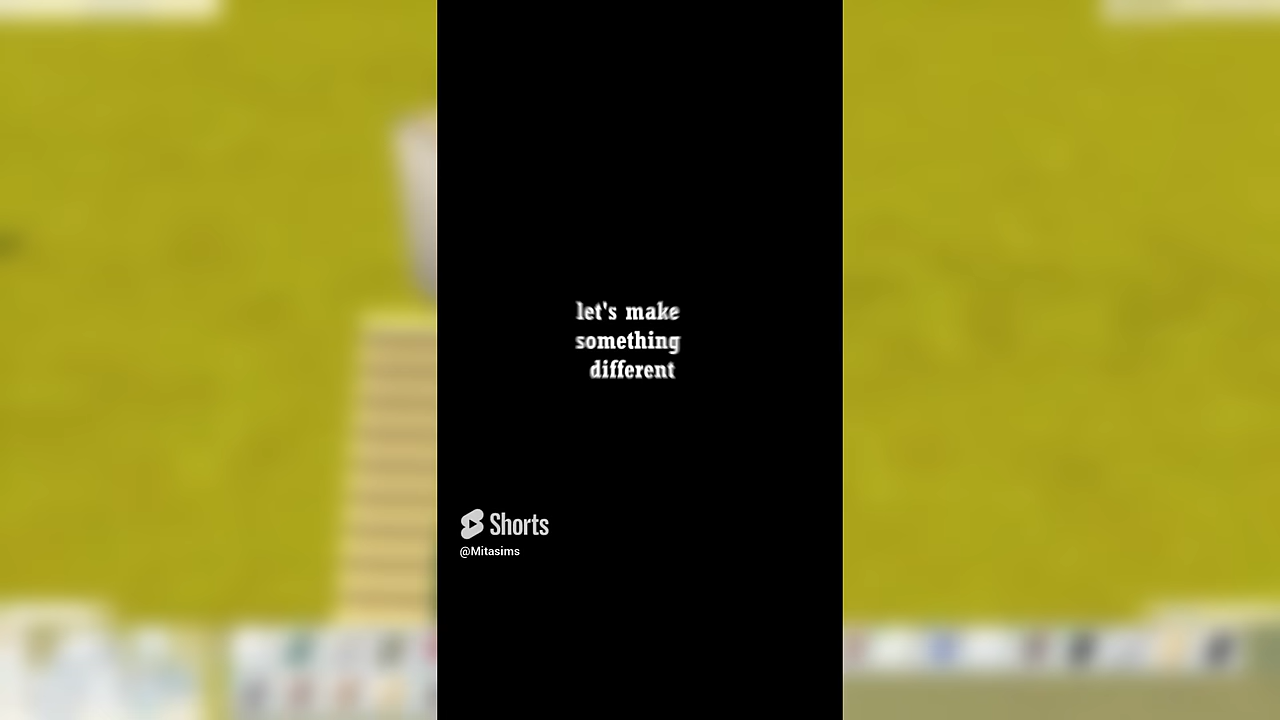 let's make
something
different
Shorts
@Mitasims